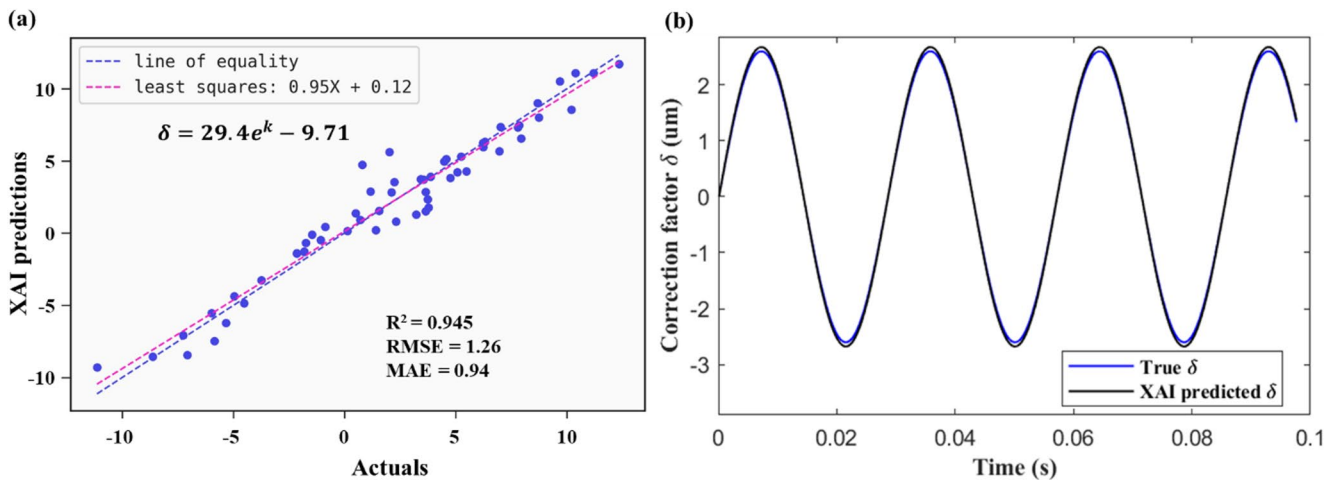 (a)
line of equality
least squares: 0.95X + 0.12
δ = 29.4e^k − 9.71
R² = 0.945
RMSE = 1.26
MAE = 0.94
XAI predictions
10
5
0
-5
-10
-10 -5 0 5 10
Actuals
(b)
Correction factor δ (um)
2
1
0
-1
-2
-3
True δ
XAI predicted δ
0 0.02 0.04 0.06 0.08 0.1
Time (s)